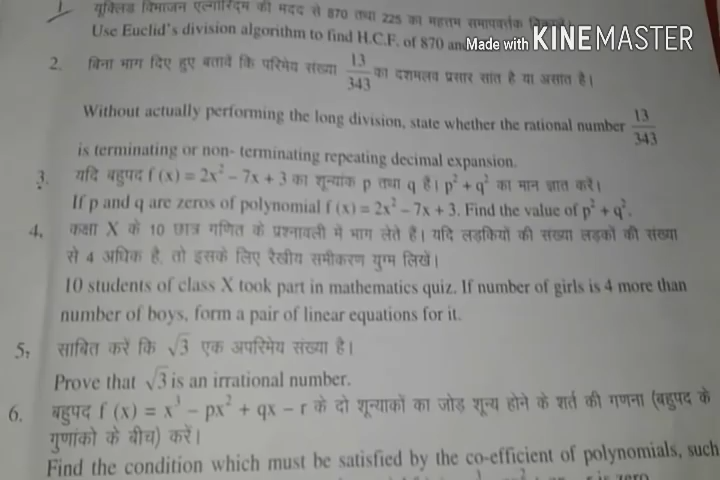 1. यूक्लिड विभाजन एल्गोरिद्म की मदद से 870 तथा 225 का महत्तम समापवर्त्तक निकालें।
Use Euclid's division algorithm to find H.C.F. of 870 and
Made with KINEMASTER
2. बिना भाग दिए हुए बतावें कि परिमेय संख्या 13/343 का दशमलव प्रसार सांत है या असांत है।
Without actually performing the long division, state whether the rational number 13/343
is terminating or non- terminating repeating decimal expansion.
3. यदि बहुपद f (x) = 2x² − 7x + 3 का शून्यांक p तथा q है। p² + q² का मान ज्ञात करें।
If p and q are zeros of polynomial f (x) = 2x² − 7x + 3. Find the value of p² + q².
4. कक्षा X के 10 छात्र गणित के प्रश्नावली में भाग लेते हैं। यदि लड़कियों की संख्या लड़कों की संख्या
से 4 अधिक है, तो इसके लिए रैखीय समीकरण युग्म लिखें।
10 students of class X took part in mathematics quiz. If number of girls is 4 more than
number of boys, form a pair of linear equations for it.
5. साबित करें कि √3 एक अपरिमेय संख्या है।
Prove that √3 is an irrational number.
6. बहुपद f (x) = x³ − px² + qx − r के दो शून्याकों का जोड़ शून्य होने के शर्त की गणना (बहुपद के
गुणांको के बीच) करें।
Find the condition which must be satisfied by the co-efficient of polynomials, such